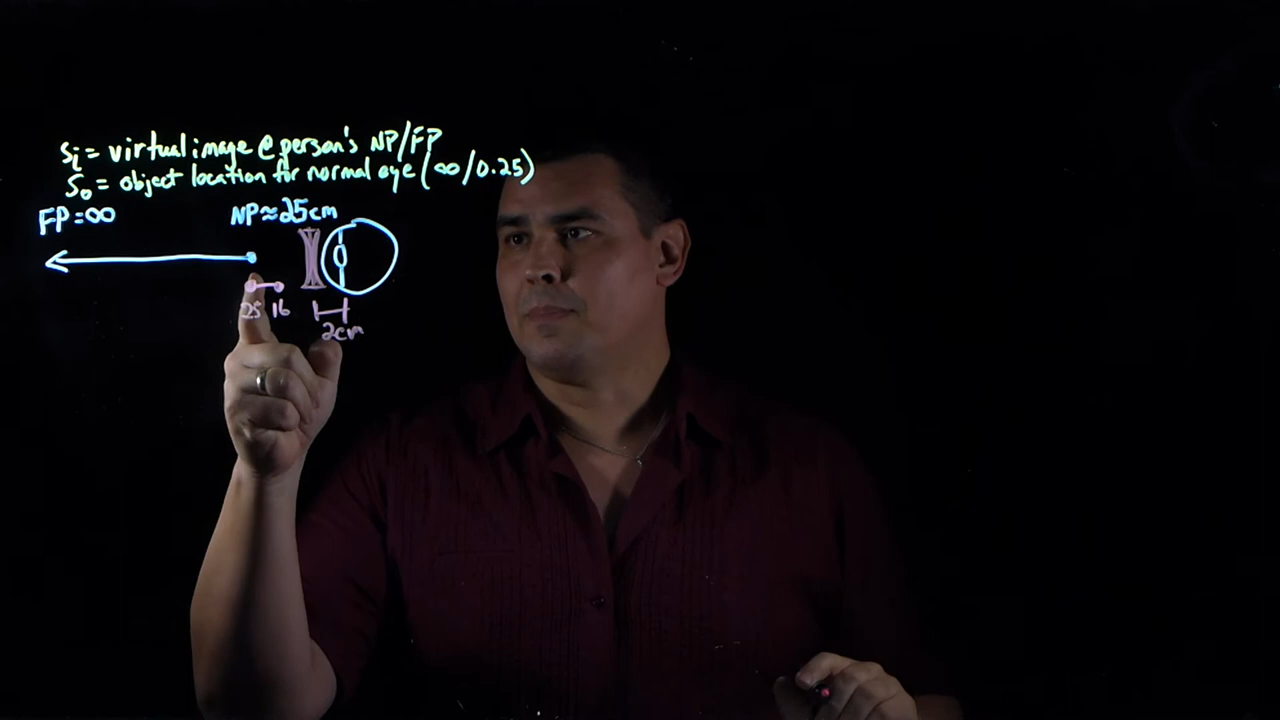 Si = virtual image @ person's NP/FP
So = object location for normal eye (∞/0.25)
FP = ∞ NP ≈ 25cm
25 16
2cm